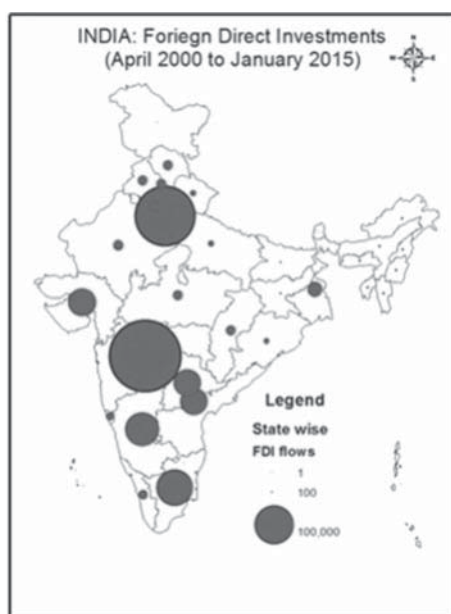 INDIA: Foriegn Direct Investments
(April 2000 to January 2015)
N
W
E
S
Legend
State wise
FDI flows
1
100
100,000